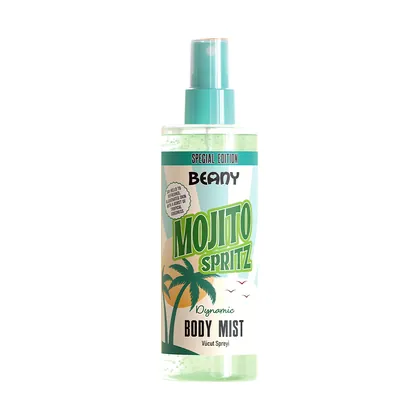 SPECIAL EDITION
BEANY
MOJITO
SPRITZ
Dynamic
BODY MIST
Vücut Spreyi